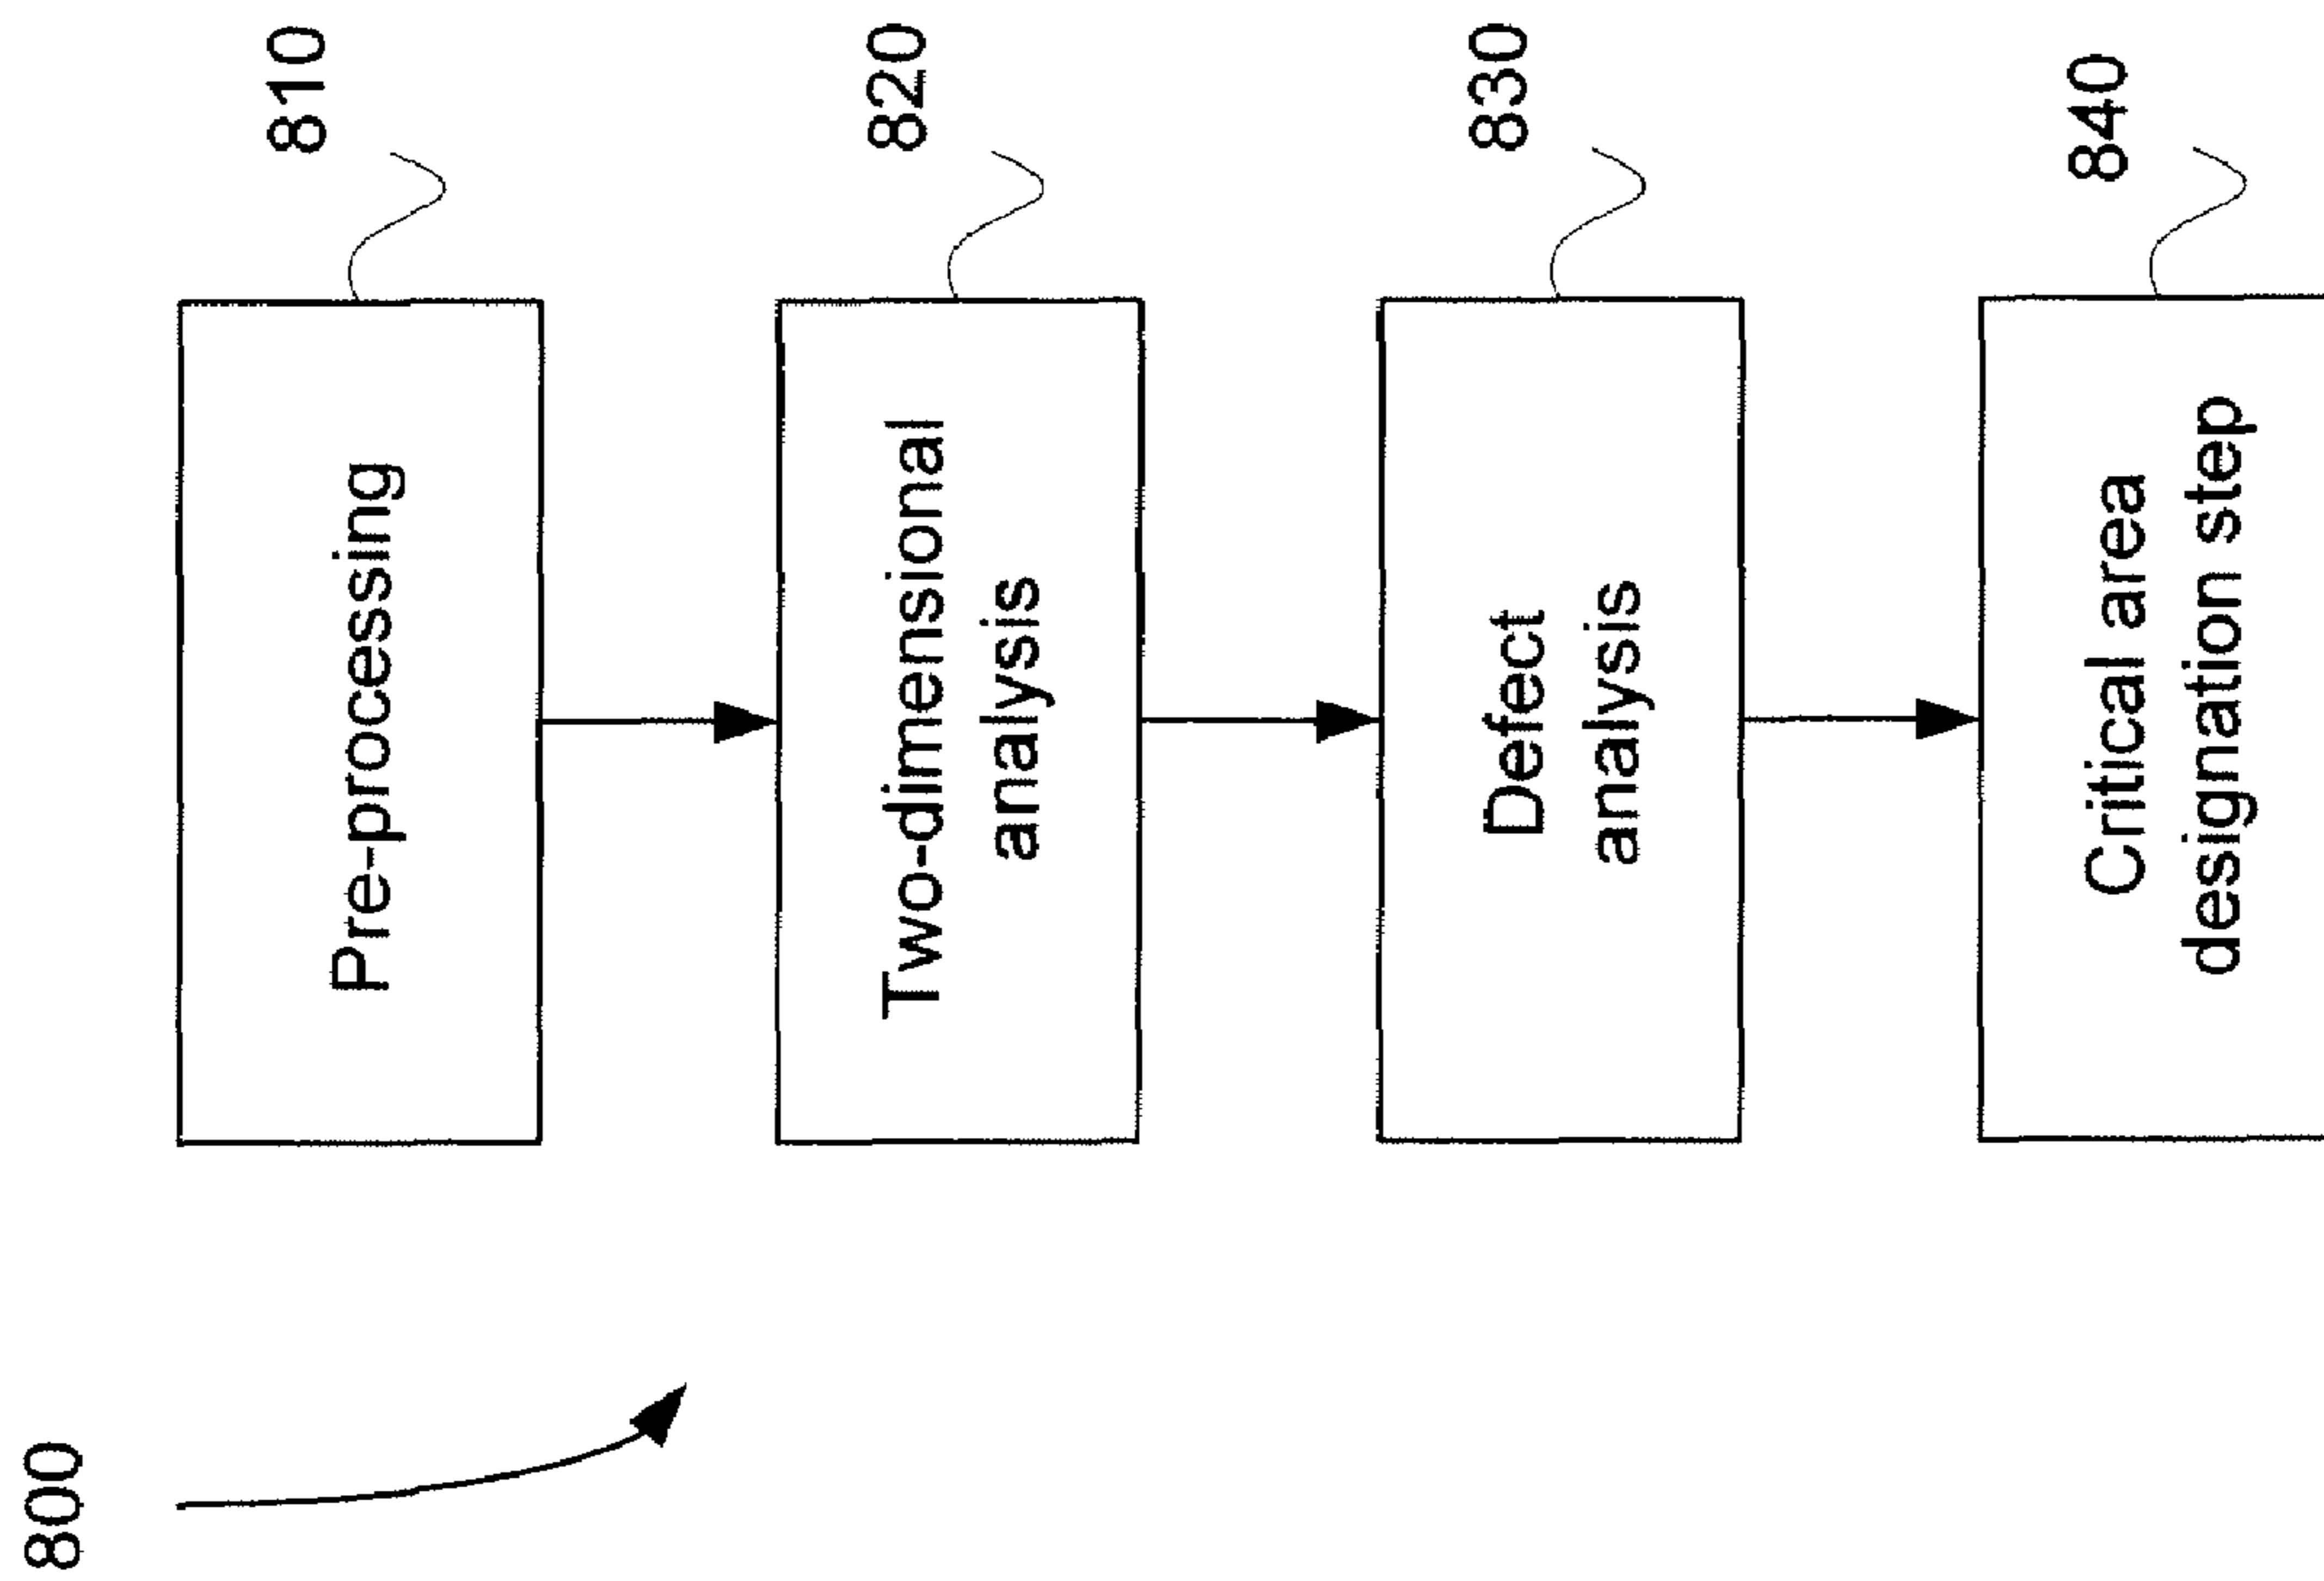 800
Pre-processing
810
Two-dimensional
analysis
820
Defect
analysis
830
Critical area
designation step
840